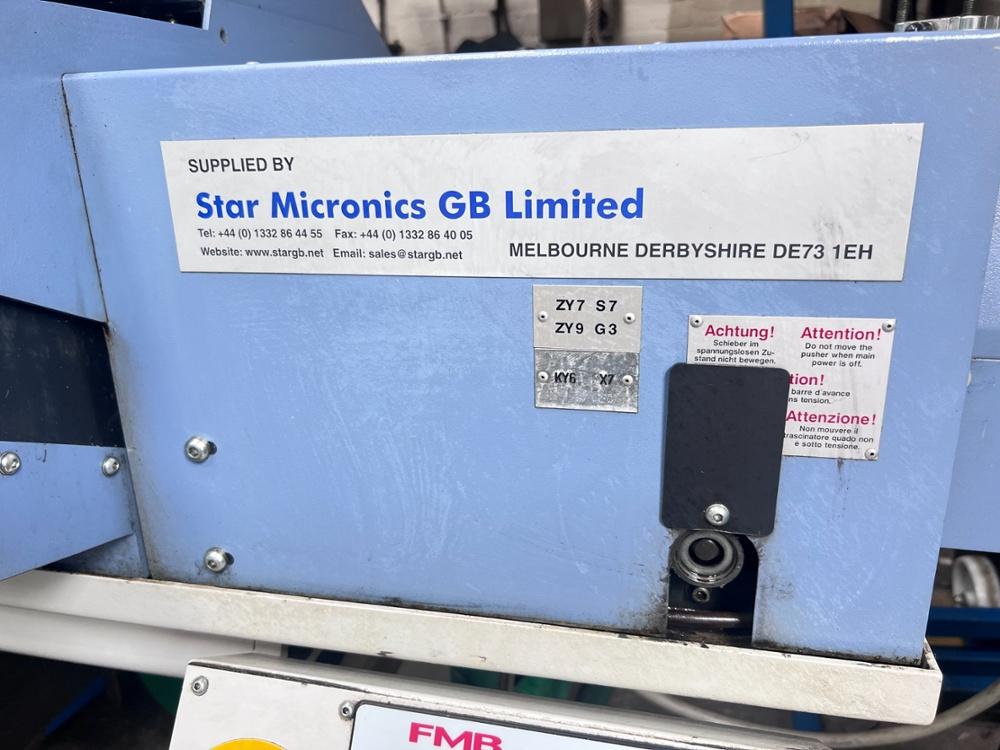 SUPPLIED BY
Star Micronics GB Limited
Tel: +44 (0) 1332 86 44 55 Fax: +44 (0) 1332 86 40 05
Website: www.stargb.net Email: sales@stargb.net
MELBOURNE DERBYSHIRE DE73 1EH
ZY7 S7
ZY9 G3
KY6 X7
Achtung!
Schieber im
spannungslosen Zu-
stand nicht bewegen.
Attention!
Do not move the
pusher when main
power is off.
tion!
barre d'avance
ns tension.
Attenzione!
Non mouvere il
trascinatore quado non
e sotto tensione.
FMB